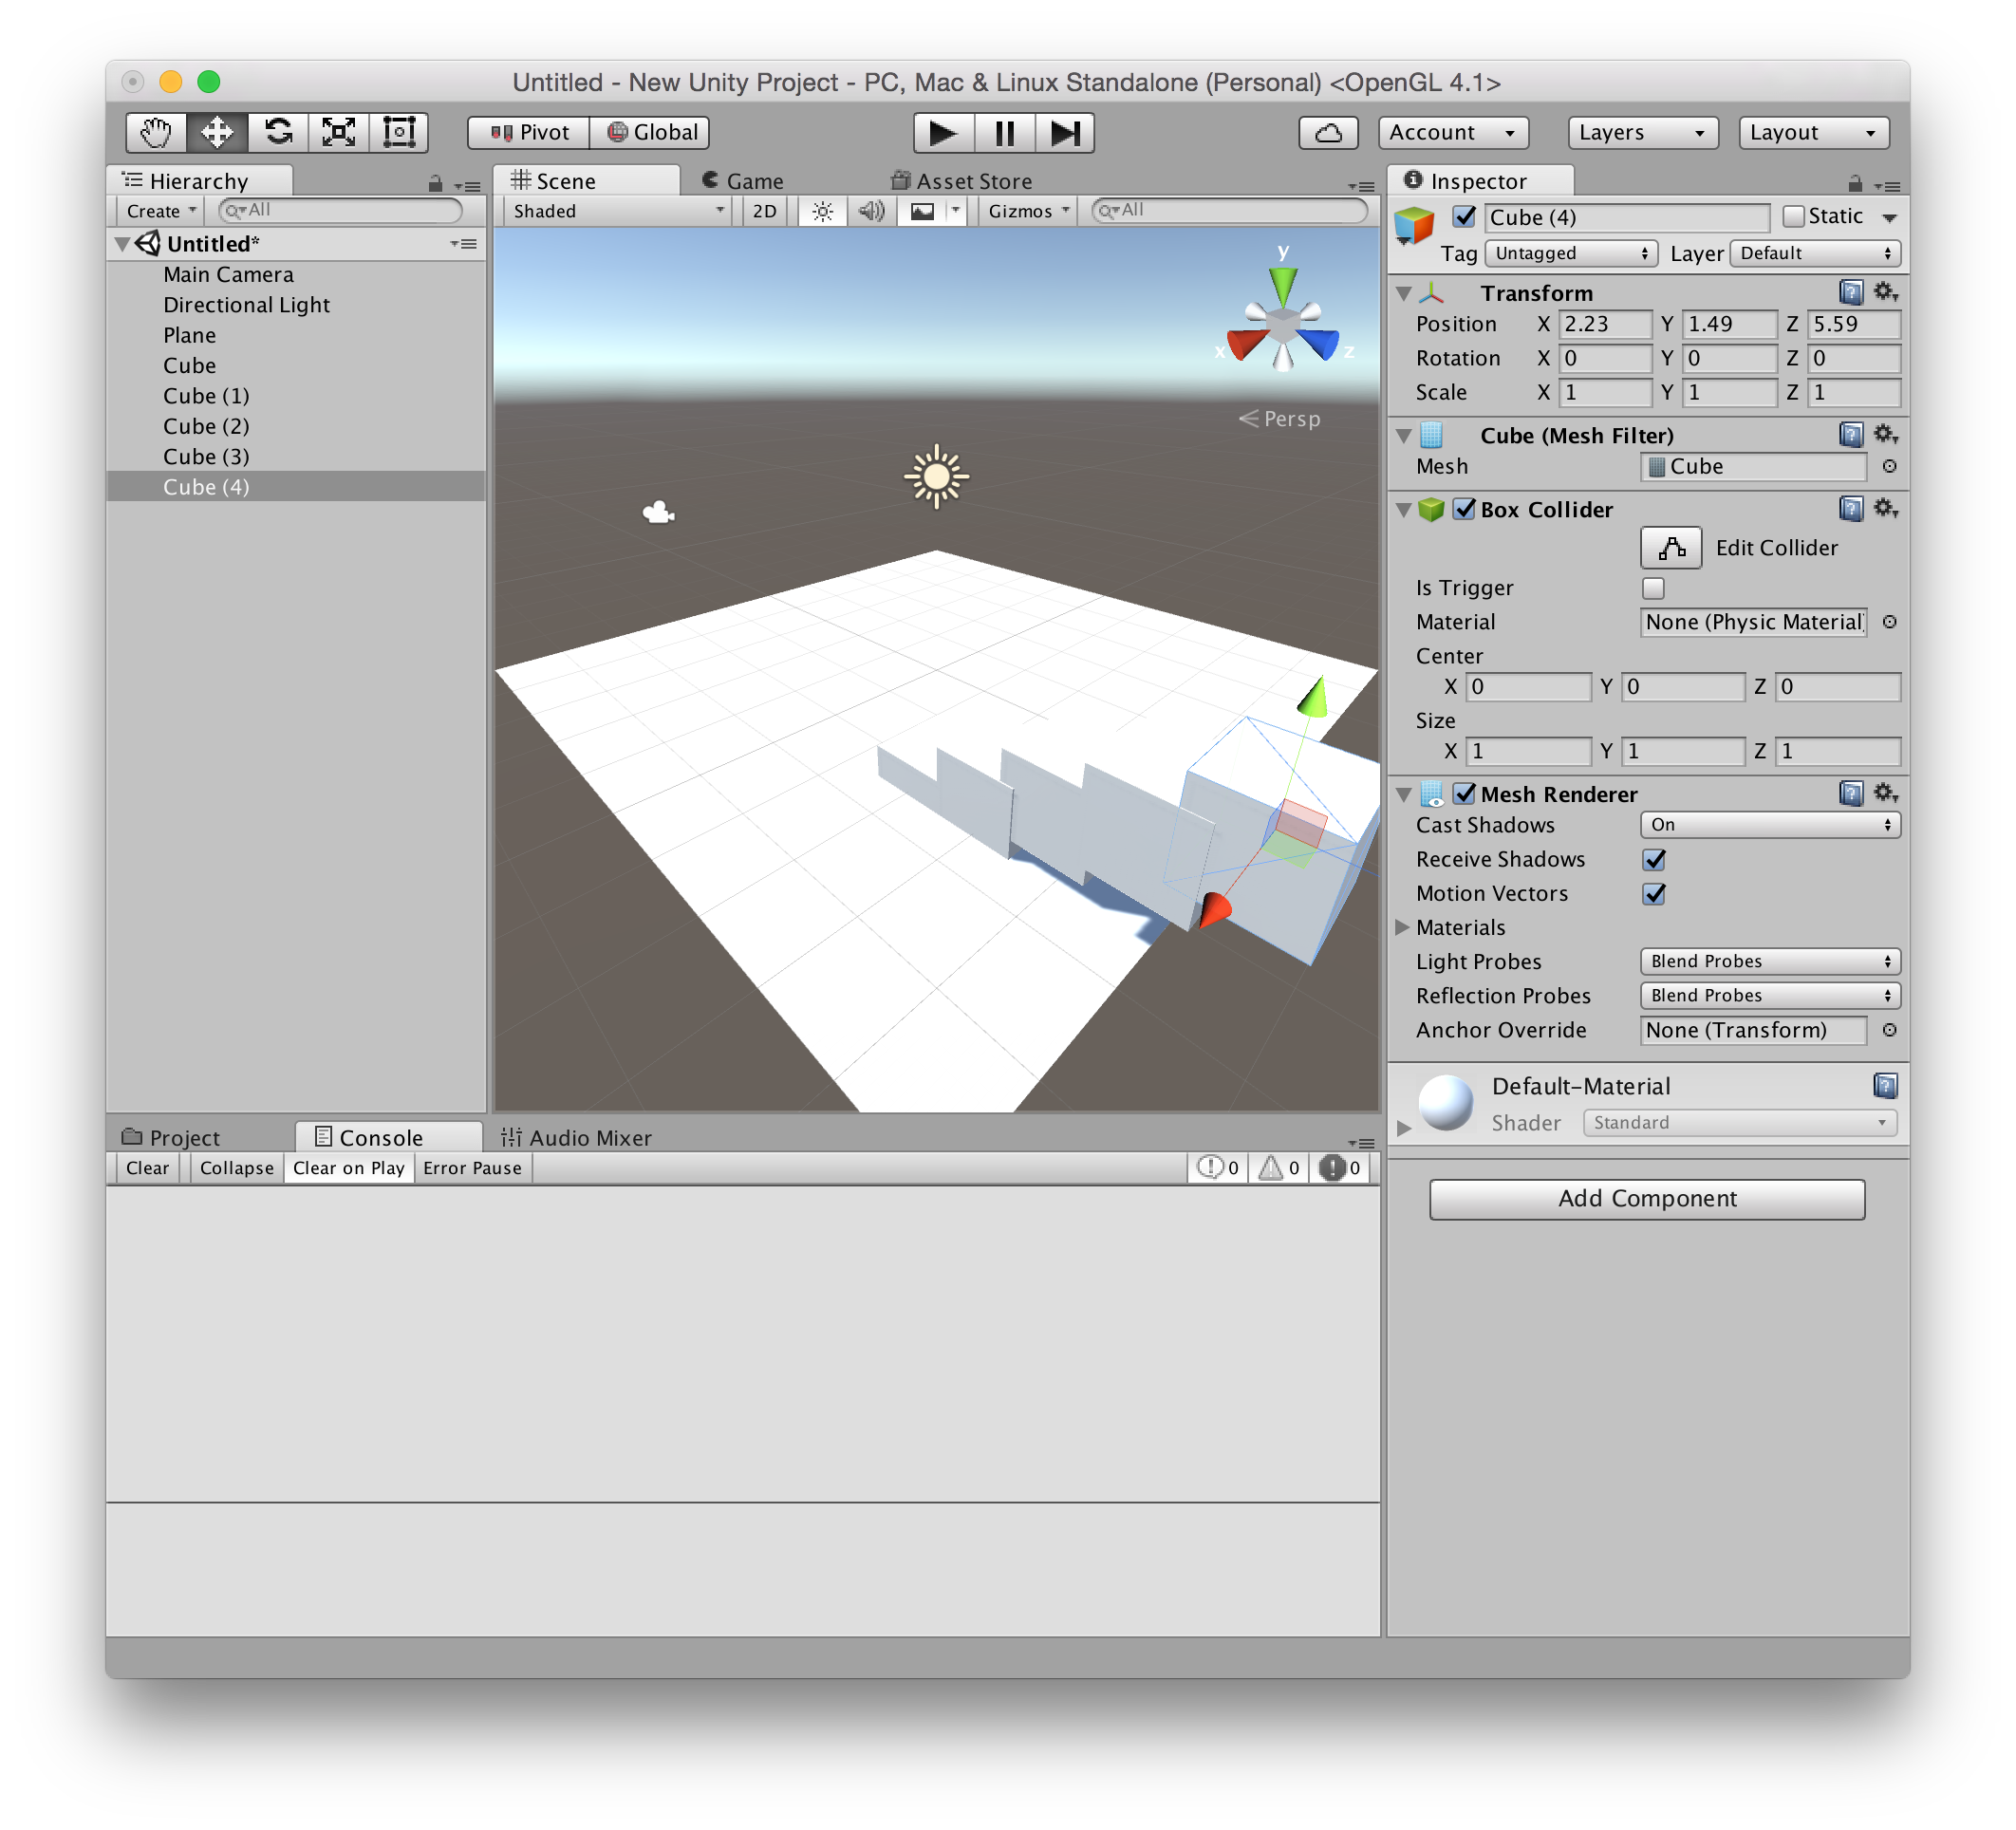 Untitled - New Unity Project - PC, Mac & Linux Standalone (Personal) <OpenGL 4.1>
Pivot Global Account Layers Layout
Hierarchy
Create All
Untitled*
Main Camera
Directional Light
Plane
Cube
Cube (1)
Cube (2)
Cube (3)
Cube (4)
Scene Game Asset Store
Shaded 2D Gizmos All
y
x z
Persp
Inspector
Cube (4) Static
Tag Untagged Layer Default
Transform
Position X 2.23 Y 1.49 Z 5.59
Rotation X 0 Y 0 Z 0
Scale X 1 Y 1 Z 1
Cube (Mesh Filter)
Mesh Cube
Box Collider
Edit Collider
Is Trigger
Material None (Physic Material)
Center
X 0 Y 0 Z 0
Size
X 1 Y 1 Z 1
Mesh Renderer
Cast Shadows On
Receive Shadows
Motion Vectors
Materials
Light Probes Blend Probes
Reflection Probes Blend Probes
Anchor Override None (Transform)
Default-Material
Shader Standard
Add Component
Project Console Audio Mixer
Clear Collapse Clear on Play Error Pause 0 0 0